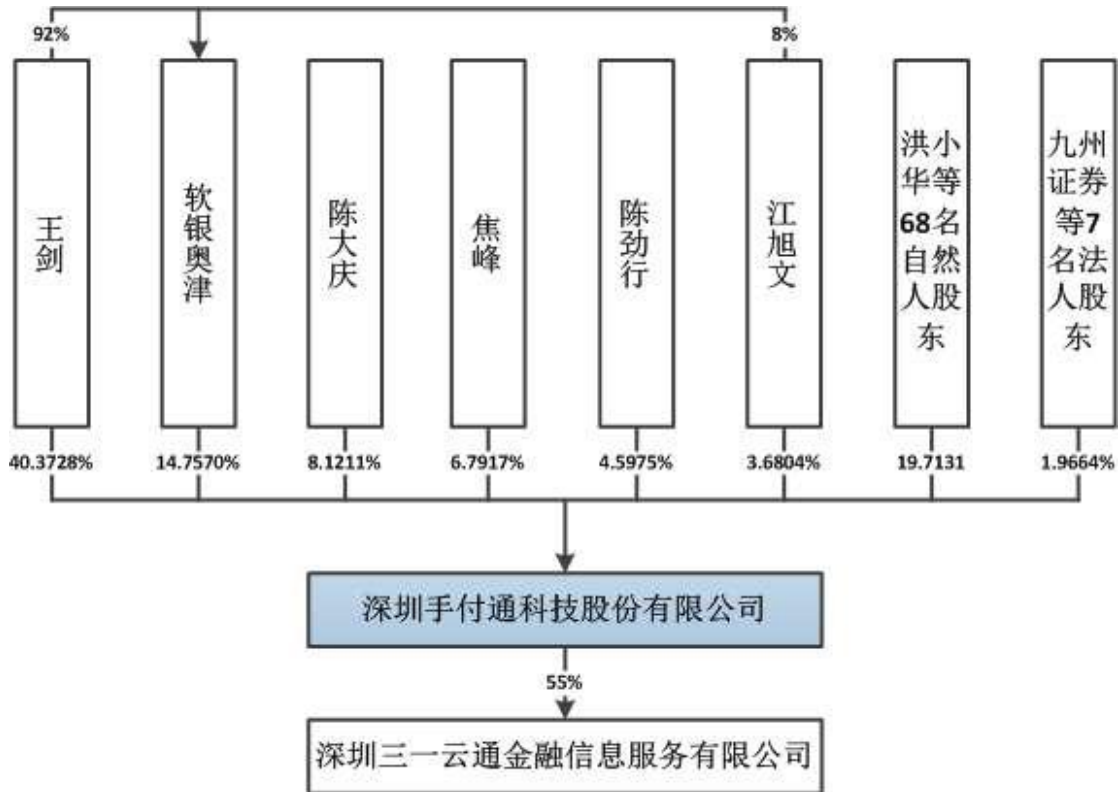 92%
8%
王剑
软银奥津
陈大庆
焦峰
陈劲行
江旭文
洪小
华等
68名
自然
人股
东
九州
证券
等7
名法
人股
东
40.3728%
14.7570%
8.1211%
6.7917%
4.5975%
3.6804%
19.7131
1.9664%
深圳手付通科技股份有限公司
55%
深圳三一云通金融信息服务有限公司